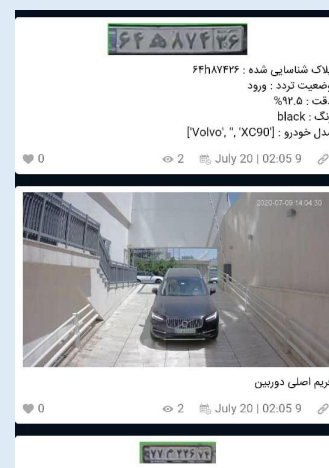 ۶۴ ه ۸۷۴ ۲۶
پلاک شناسایی شده : ۶۴h۸۷۴۲۶
وضعیت تردد : ورود
دقت : ۹۲.۵%
رنگ : black
مدل خودرو : ['Volvo', '', 'XC90']
0 2 July 20 | 02:05 9
2020-07-09 14:04:30
فریم اصلی دوربین
0 2 July 20 | 02:05 9